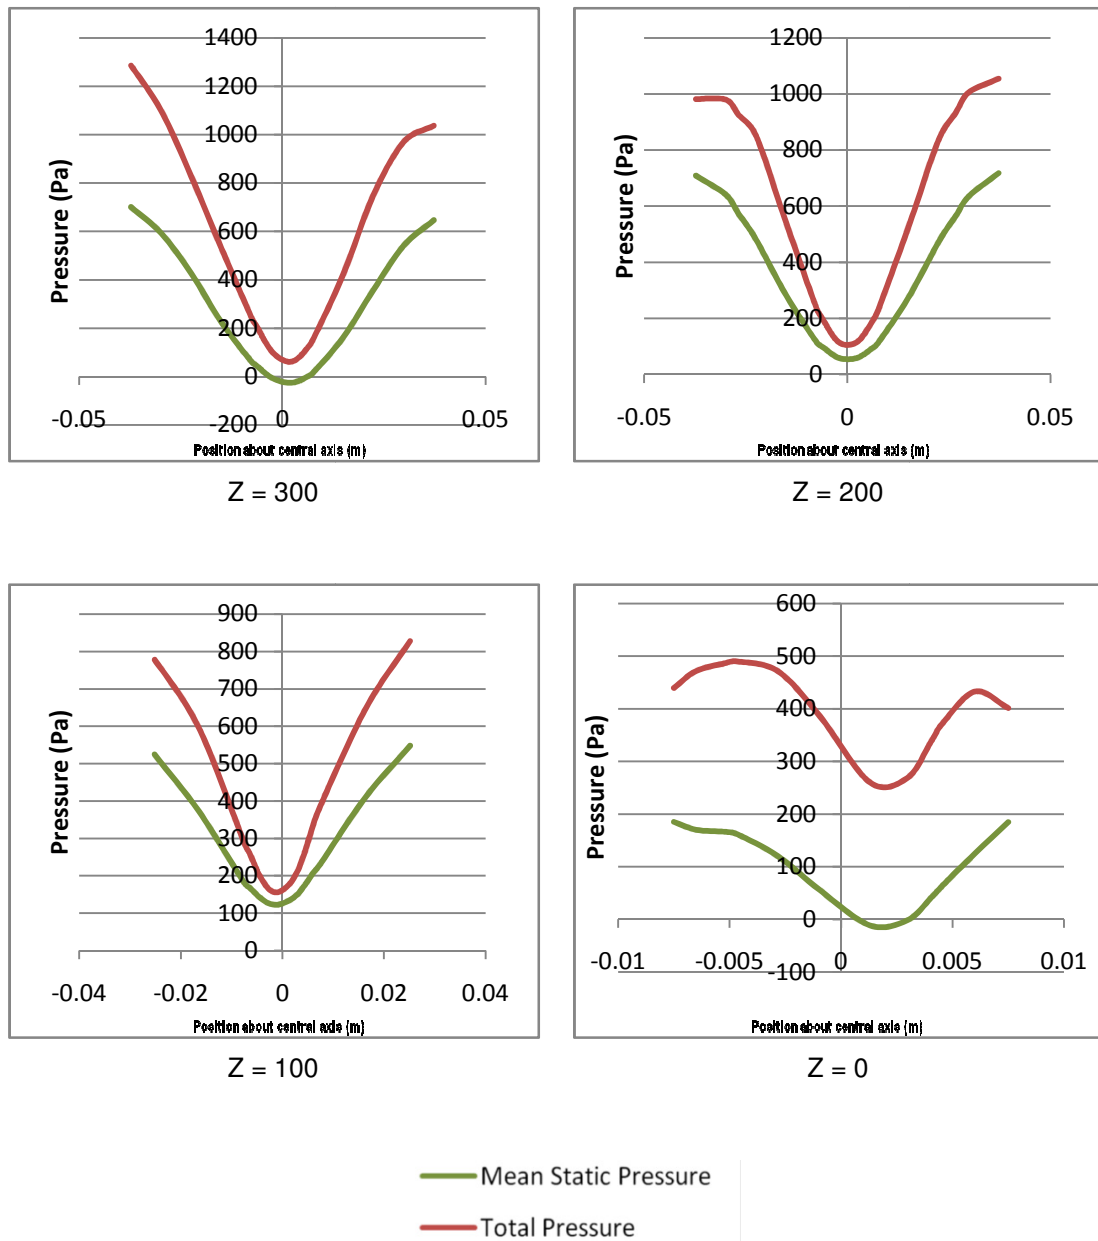 1400
1200
1000
800
600
400
200
0
-200
-0.05 0 0.05
Pressure (Pa)
Position about central axis (m)
Z = 300
1200
1000
800
600
400
200
0
-0.05 0 0.05
Pressure (Pa)
Position about central axis (m)
Z = 200
900
800
700
600
500
400
300
200
100
0
-0.04 -0.02 0 0.02 0.04
Pressure (Pa)
Position about central axis (m)
Z = 100
600
500
400
300
200
100
0
-100
-0.01 -0.005 0 0.005 0.01
Pressure (Pa)
Position about central axis (m)
Z = 0
Mean Static Pressure
Total Pressure